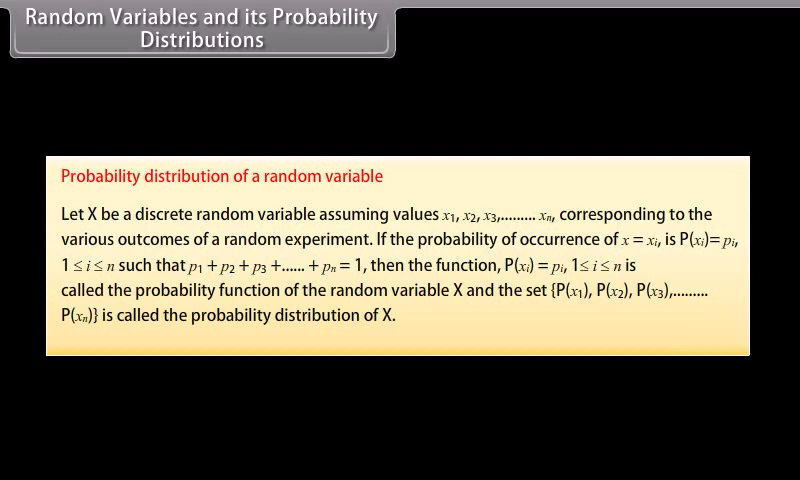 Random Variables and its Probability
Distributions
Probability distribution of a random variable
Let X be a discrete random variable assuming values x₁, x₂, x₃,......... xₙ, corresponding to the
various outcomes of a random experiment. If the probability of occurrence of x = xᵢ, is P(xᵢ)= pᵢ,
1 ≤ i ≤ n such that p₁ + p₂ + p₃ +...... + pₙ = 1, then the function, P(xᵢ) = pᵢ, 1≤ i ≤ n is
called the probability function of the random variable X and the set {P(x₁), P(x₂), P(x₃),.........
P(xₙ)} is called the probability distribution of X.